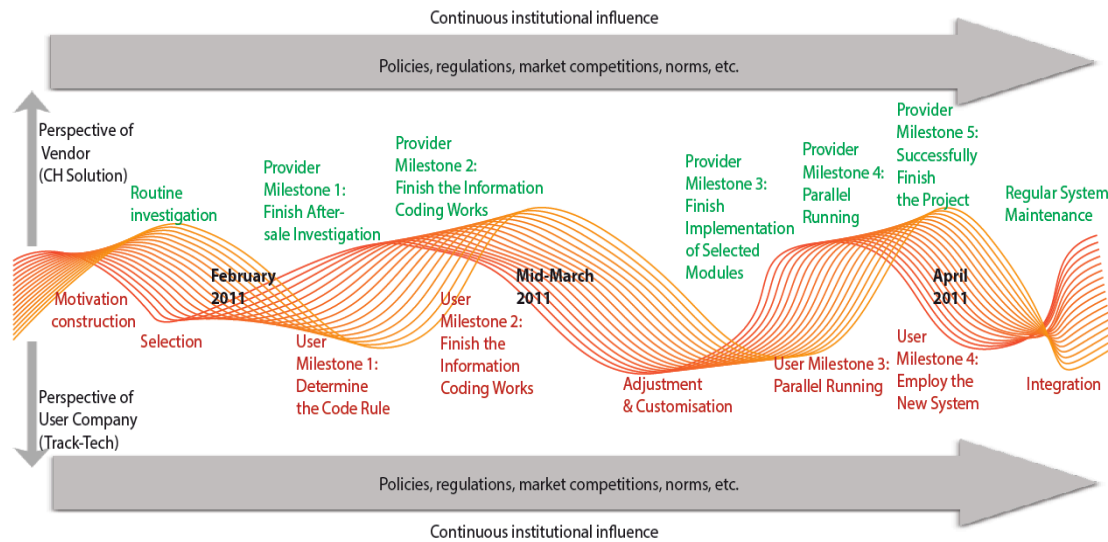 Continuous institutional influence
Policies, regulations, market competitions, norms, etc.
Perspective of
Vendor
(CH Solution)
Routine
investigation
Provider
Milestone 1:
Finish After-
sale Investigation
Provider
Milestone 2:
Finish the Information
Coding Works
Provider
Milestone 3:
Finish
Implementation
of Selected
Modules
Provider
Milestone 4:
Parallel
Running
Provider
Milestone 5:
Successfully
Finish
the Project
Regular System
Maintenance
February
2011
Mid-March
2011
April
2011
Motivation
construction
Selection
User
Milestone 1:
Determine
the Code Rule
User
Milestone 2:
Finish the
Information
Coding Works
Adjustment
& Customisation
User Milestone 3:
Parallel Running
User
Milestone 4:
Employ the
New System
Integration
Perspective of
User Company
(Track-Tech)
Policies, regulations, market competitions, norms, etc.
Continuous institutional influence